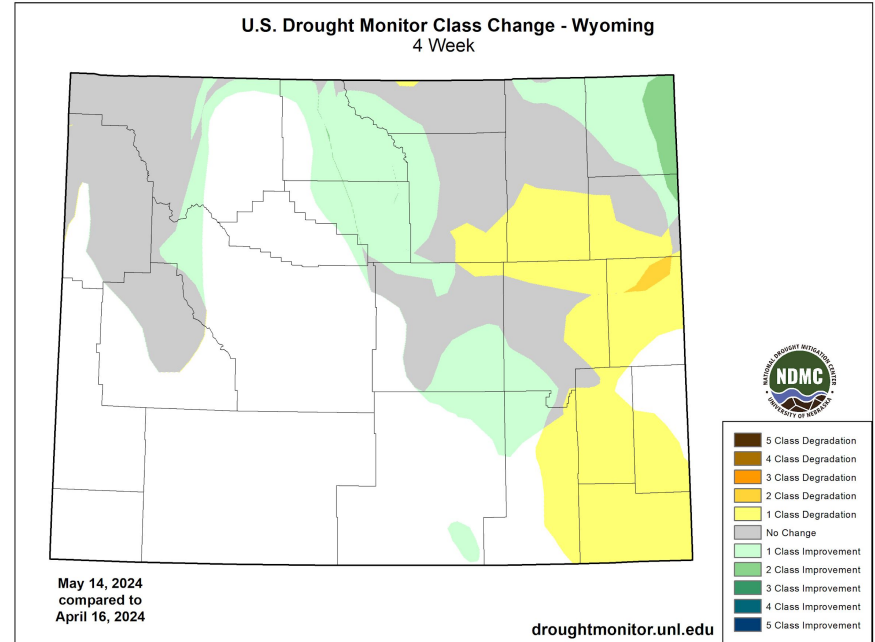 U.S. Drought Monitor Class Change - Wyoming
4 Week
NATIONAL DROUGHT MITIGATION CENTER
NDMC
UNIVERSITY OF NEBRASKA
5 Class Degradation
4 Class Degradation
3 Class Degradation
2 Class Degradation
1 Class Degradation
No Change
1 Class Improvement
2 Class Improvement
3 Class Improvement
4 Class Improvement
5 Class Improvement
May 14, 2024
compared to
April 16, 2024
droughtmonitor.unl.edu